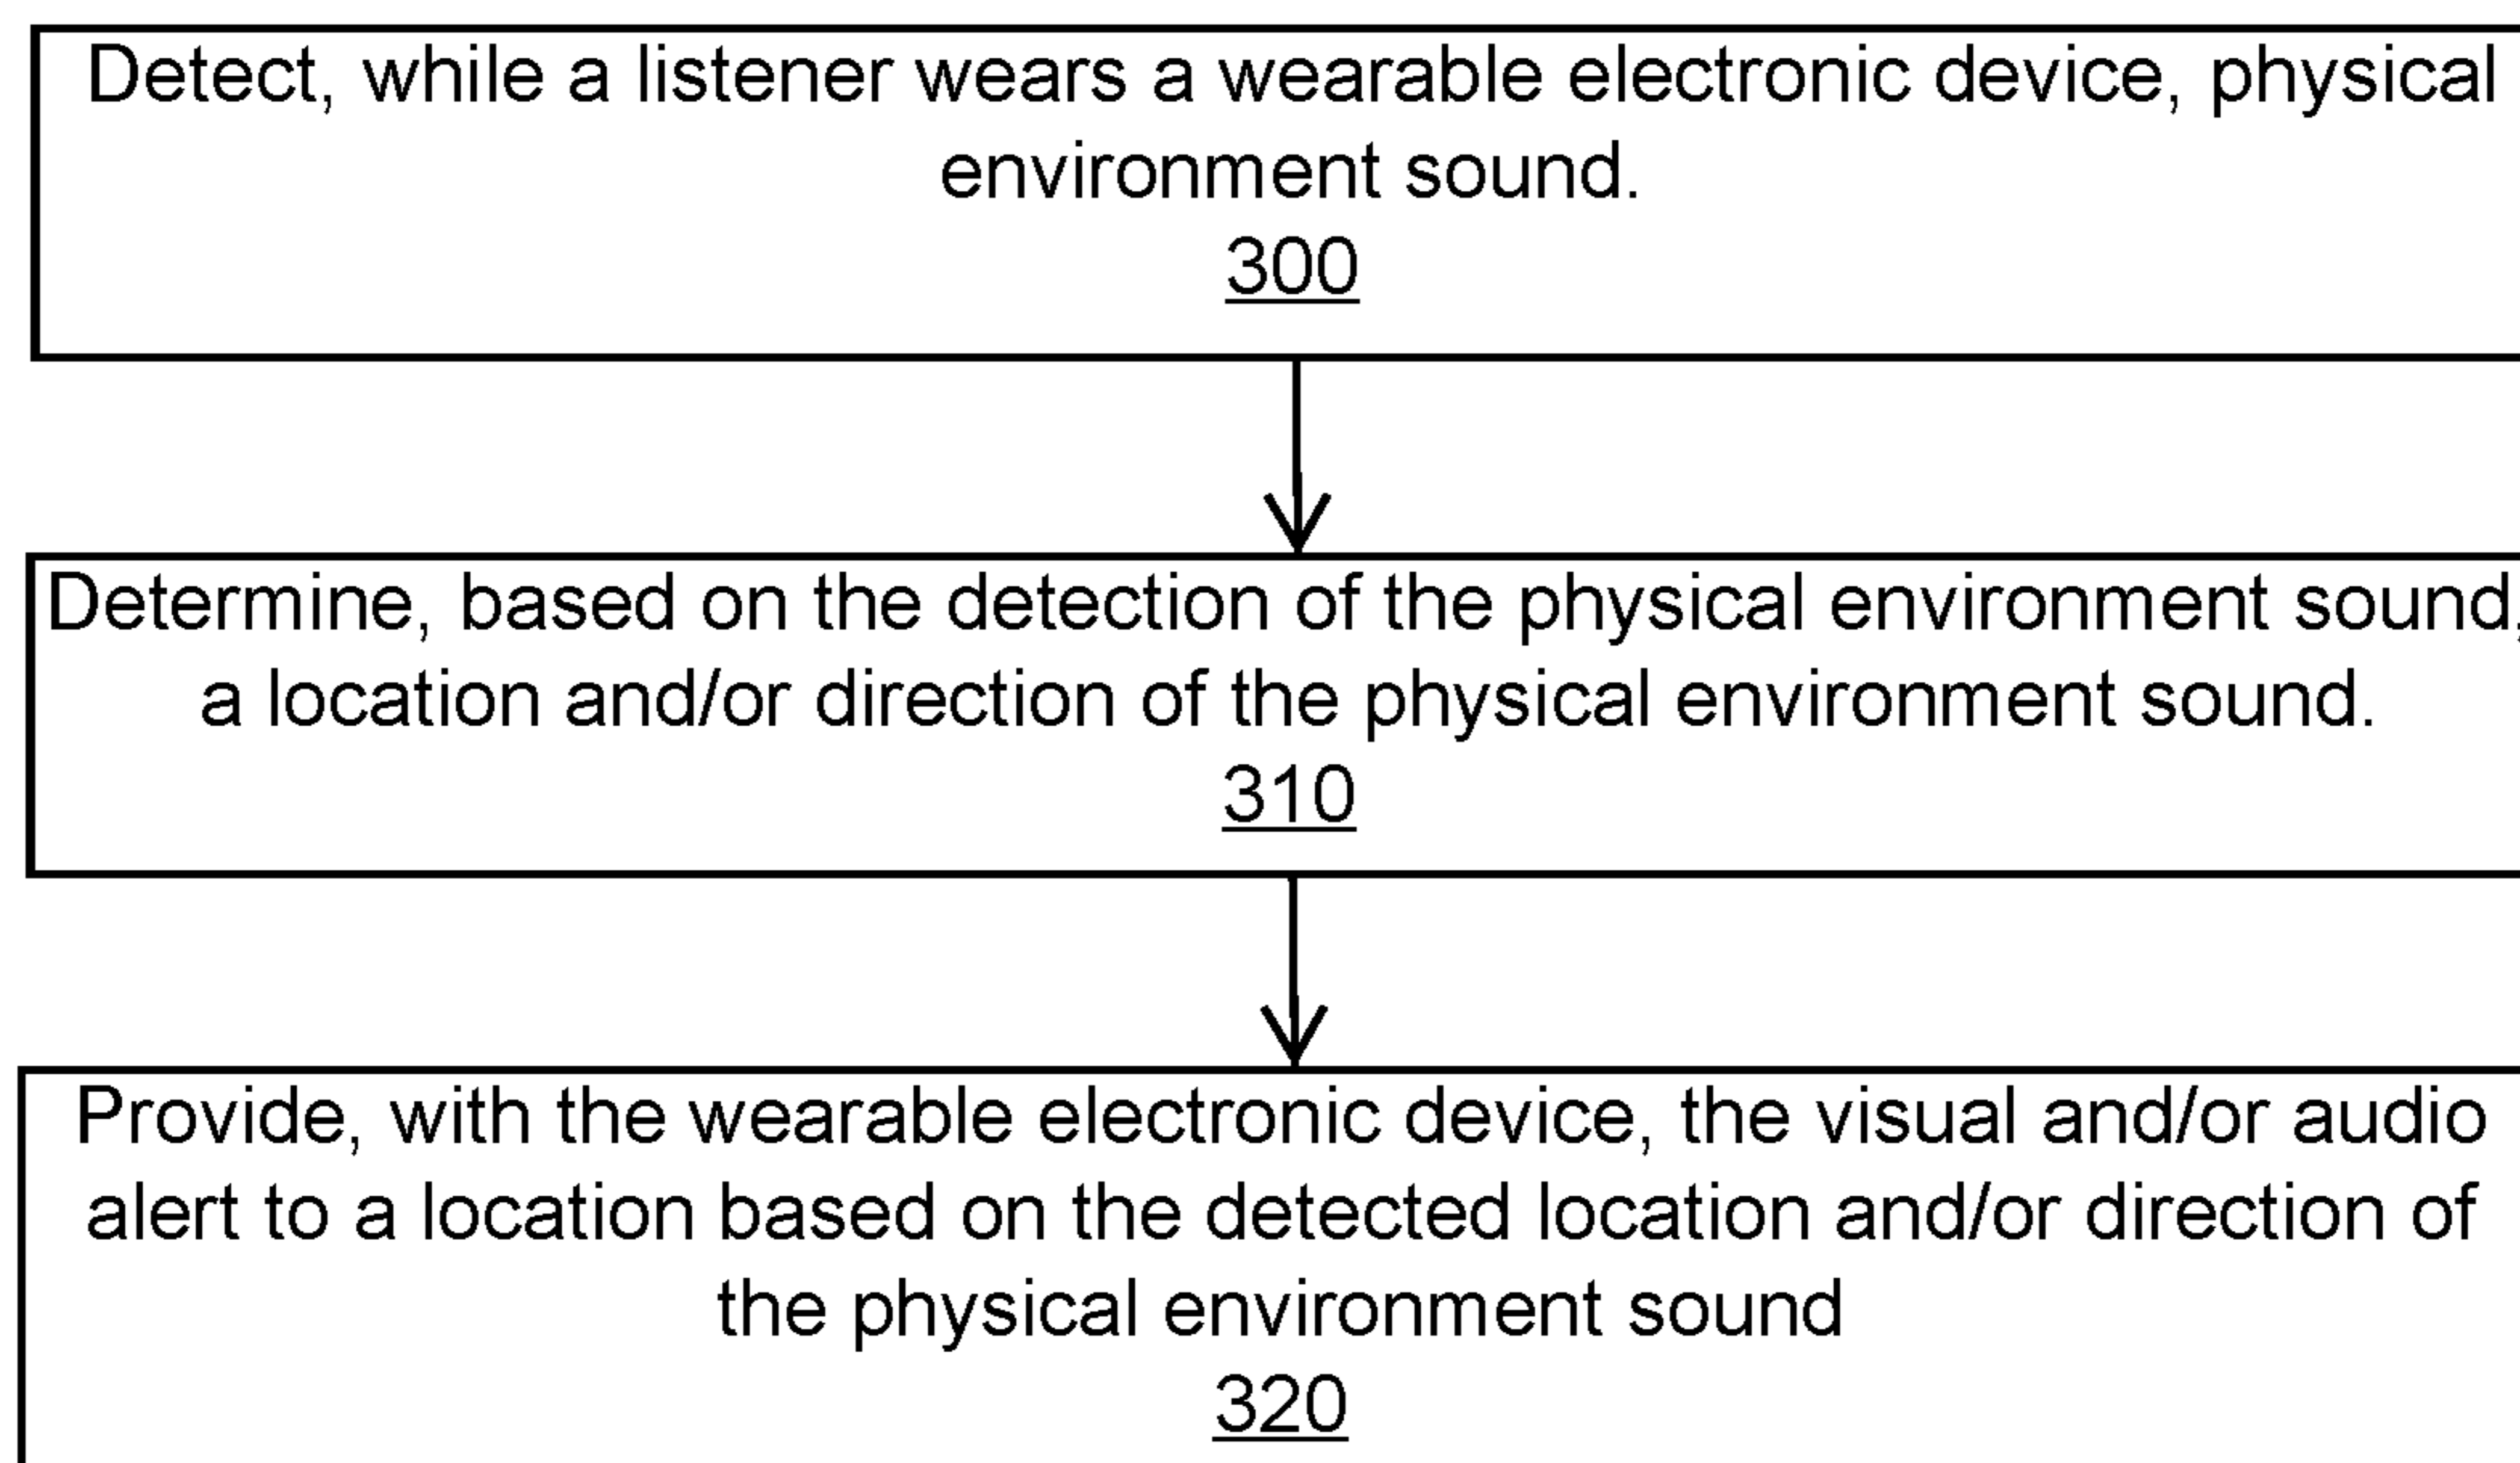 Detect, while a listener wears a wearable electronic device, physical
environment sound.
300
Determine, based on the detection of the physical environment sound,
a location and/or direction of the physical environment sound.
310
Provide, with the wearable electronic device, the visual and/or audio
alert to a location based on the detected location and/or direction of
the physical environment sound
320